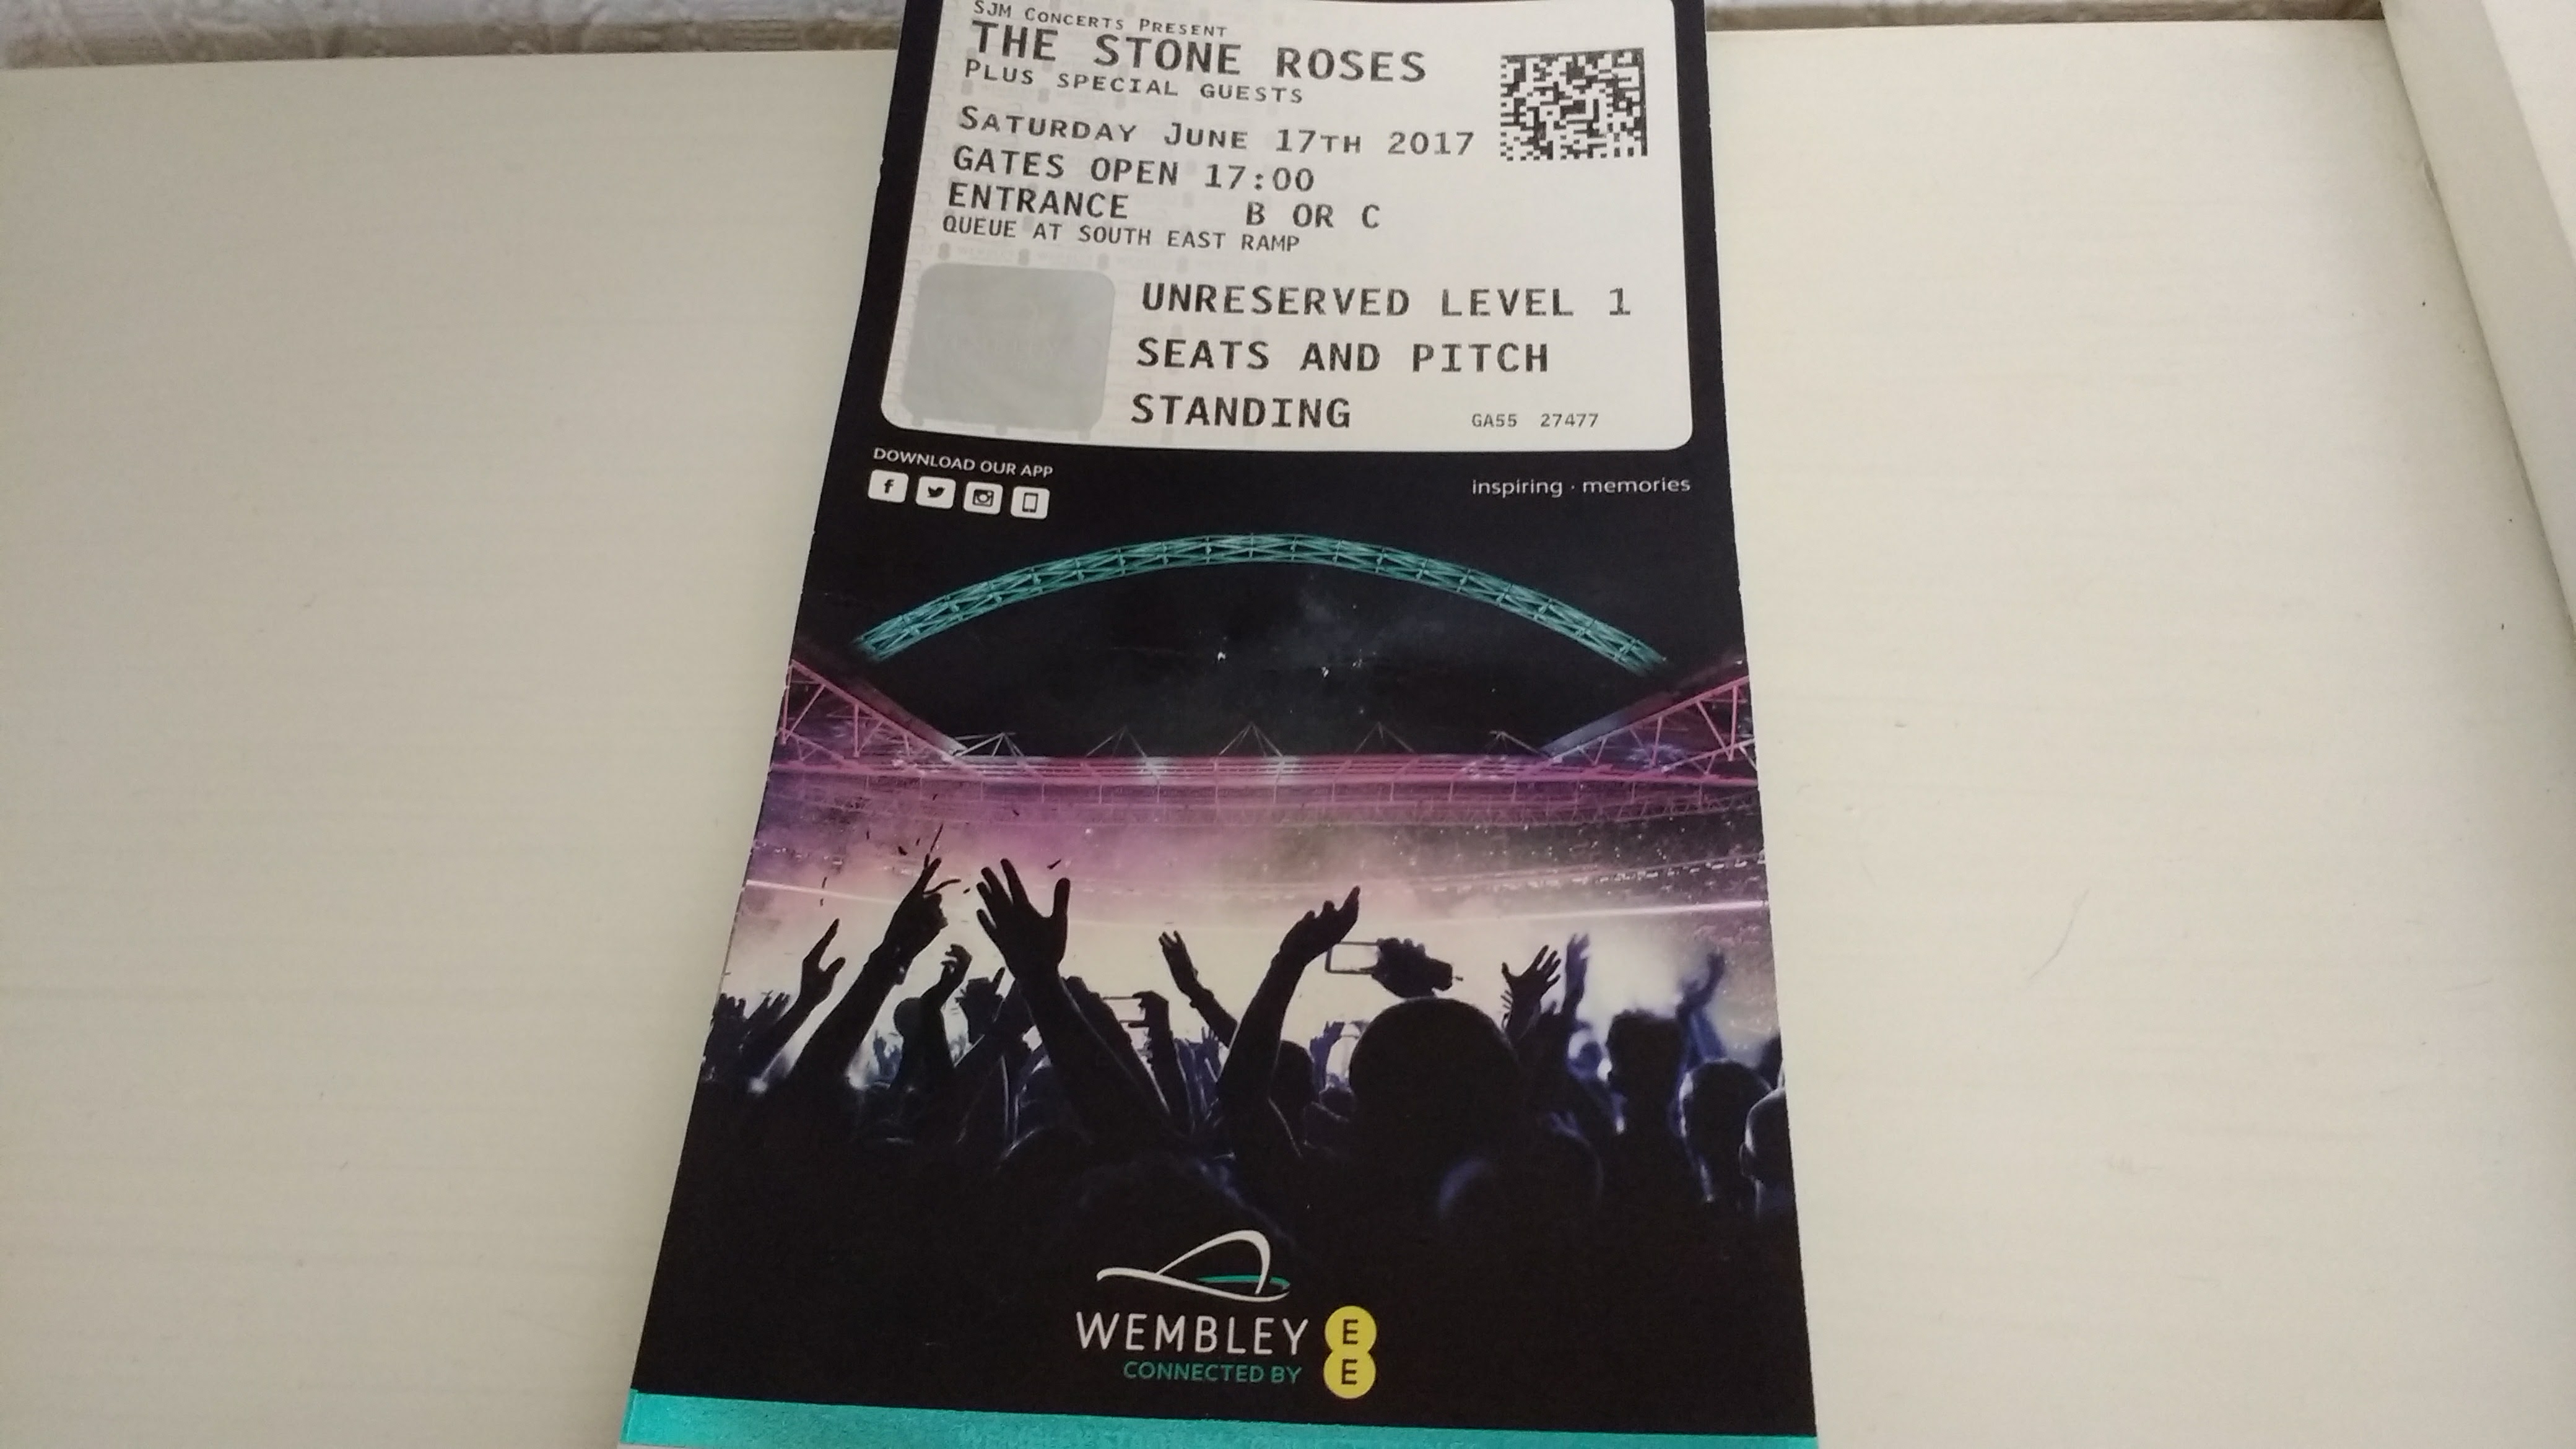 SJM CONCERTS PRESENT
THE STONE ROSES
PLUS SPECIAL GUESTS
SATURDAY JUNE 17TH 2017
GATES OPEN 17:00
ENTRANCE B OR C
QUEUE AT SOUTH EAST RAMP
UNRESERVED LEVEL 1
SEATS AND PITCH
STANDING
GA55 27477
DOWNLOAD OUR APP
inspiring · memories
WEMBLEY
CONNECTED BY
EE